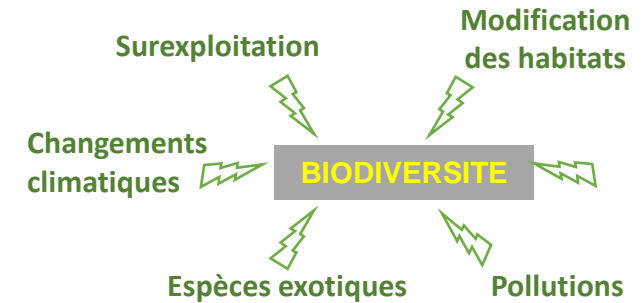 Modification
des habitats
Surexploitation
Changements
climatiques
BIODIVERSITE
Espèces exotiques
Pollutions